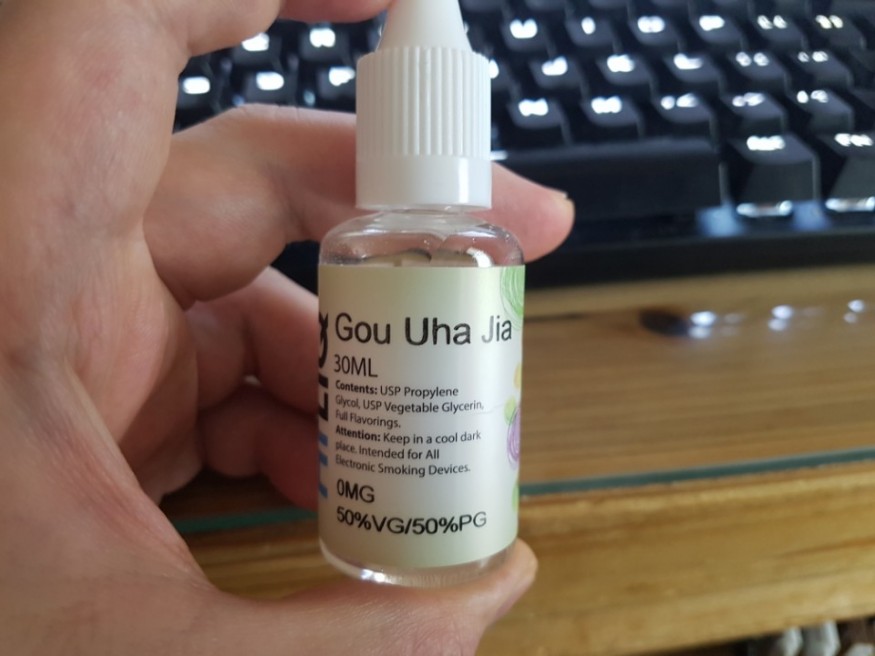 Gou Uha Jia
30ML
Contents: USP Propylene
Glycol, USP Vegetable Glycerin,
Full Flavorings.
Attention: Keep in a cool dark
place. Intended for All
Electronic Smoking Devices.
0MG
50%VG/50%PG